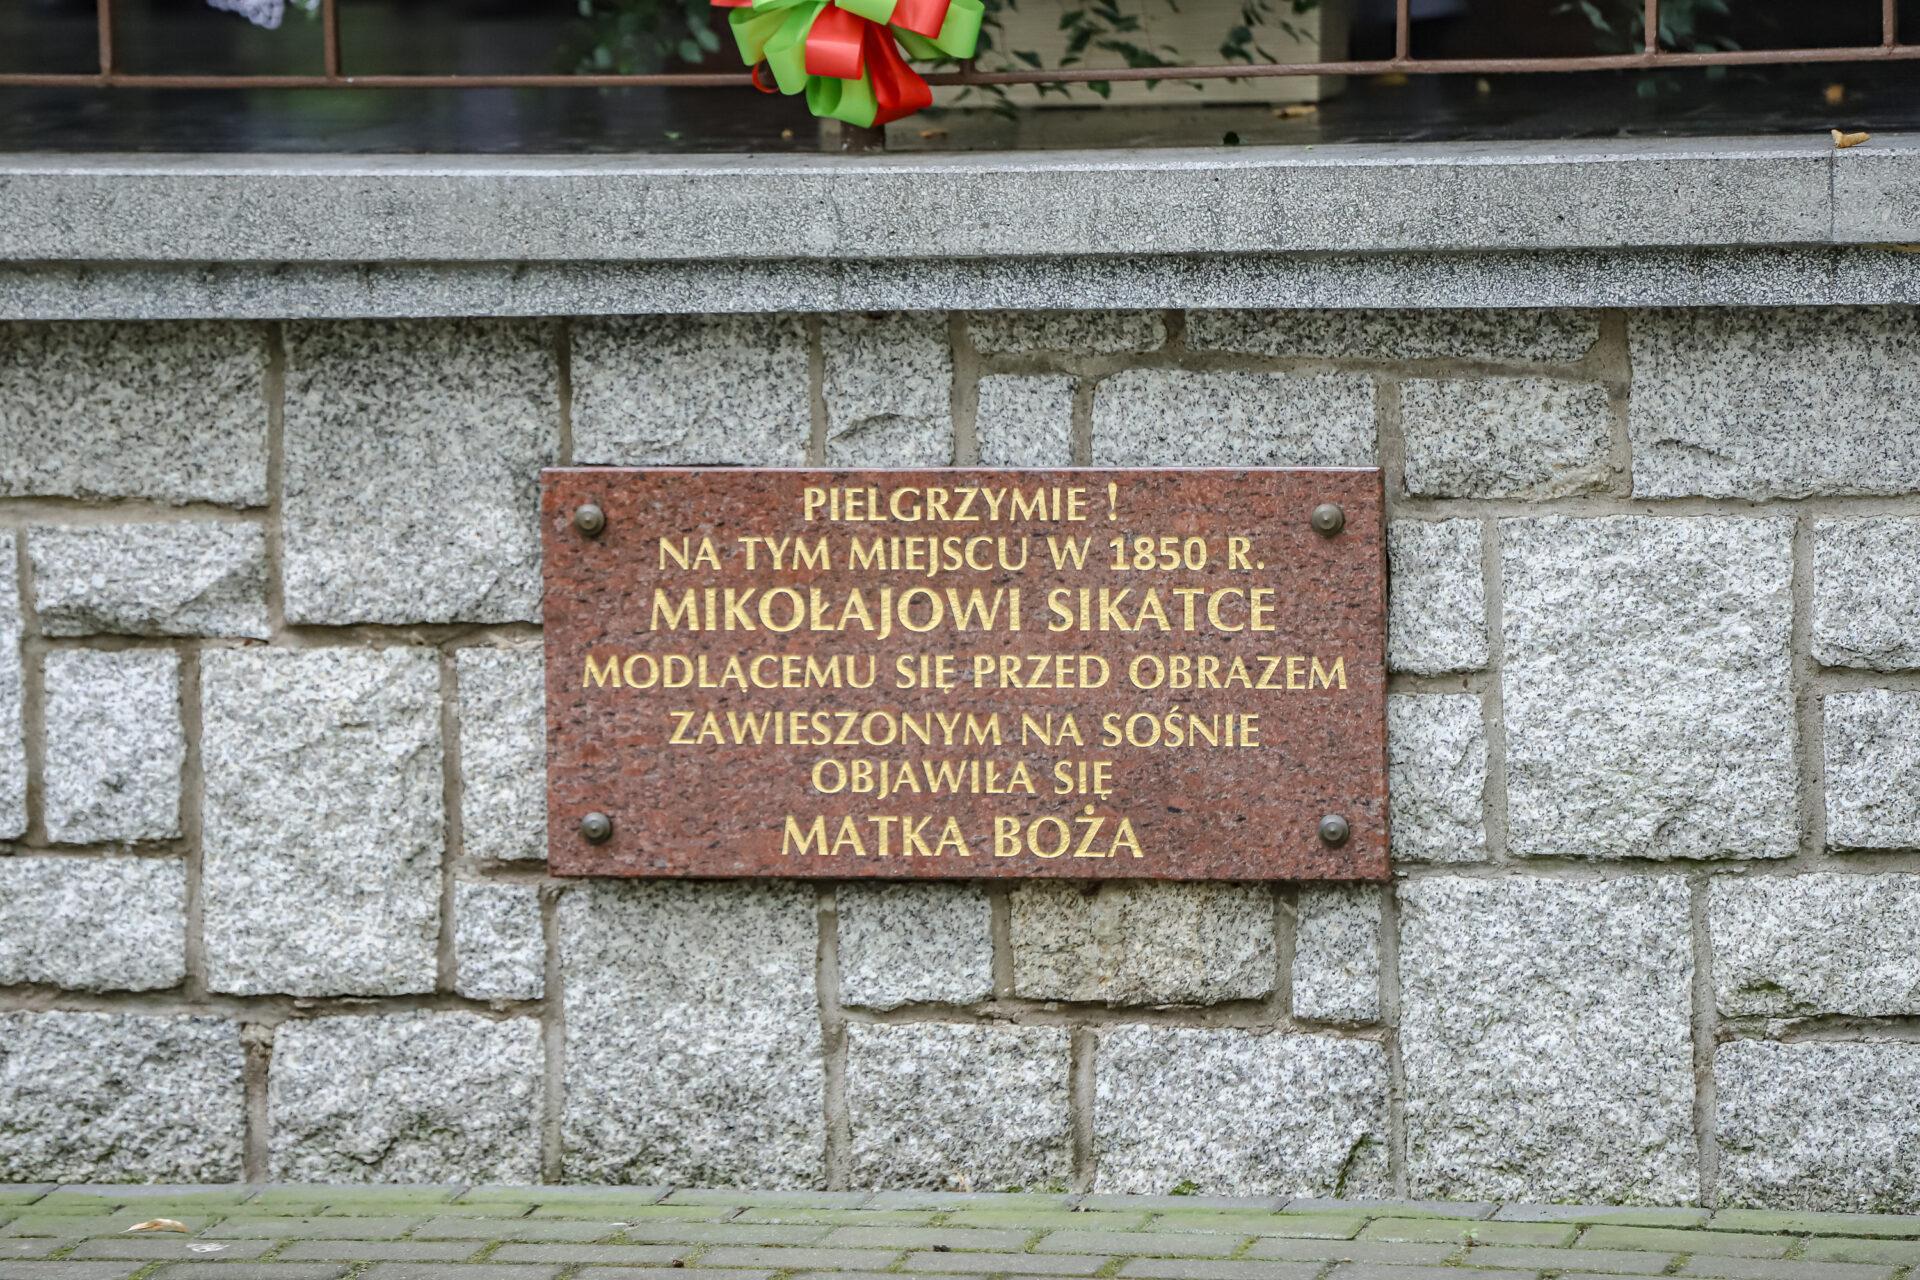 PIELGRZYMIE !
NA TYM MIEJSCU W 1850 R.
MIKOŁAJOWI SIKATCE
MODLĄCEMU SIĘ PRZED OBRAZEM
ZAWIESZONYM NA SOŚNIE
OBJAWIŁA SIĘ
MATKA BOŻA